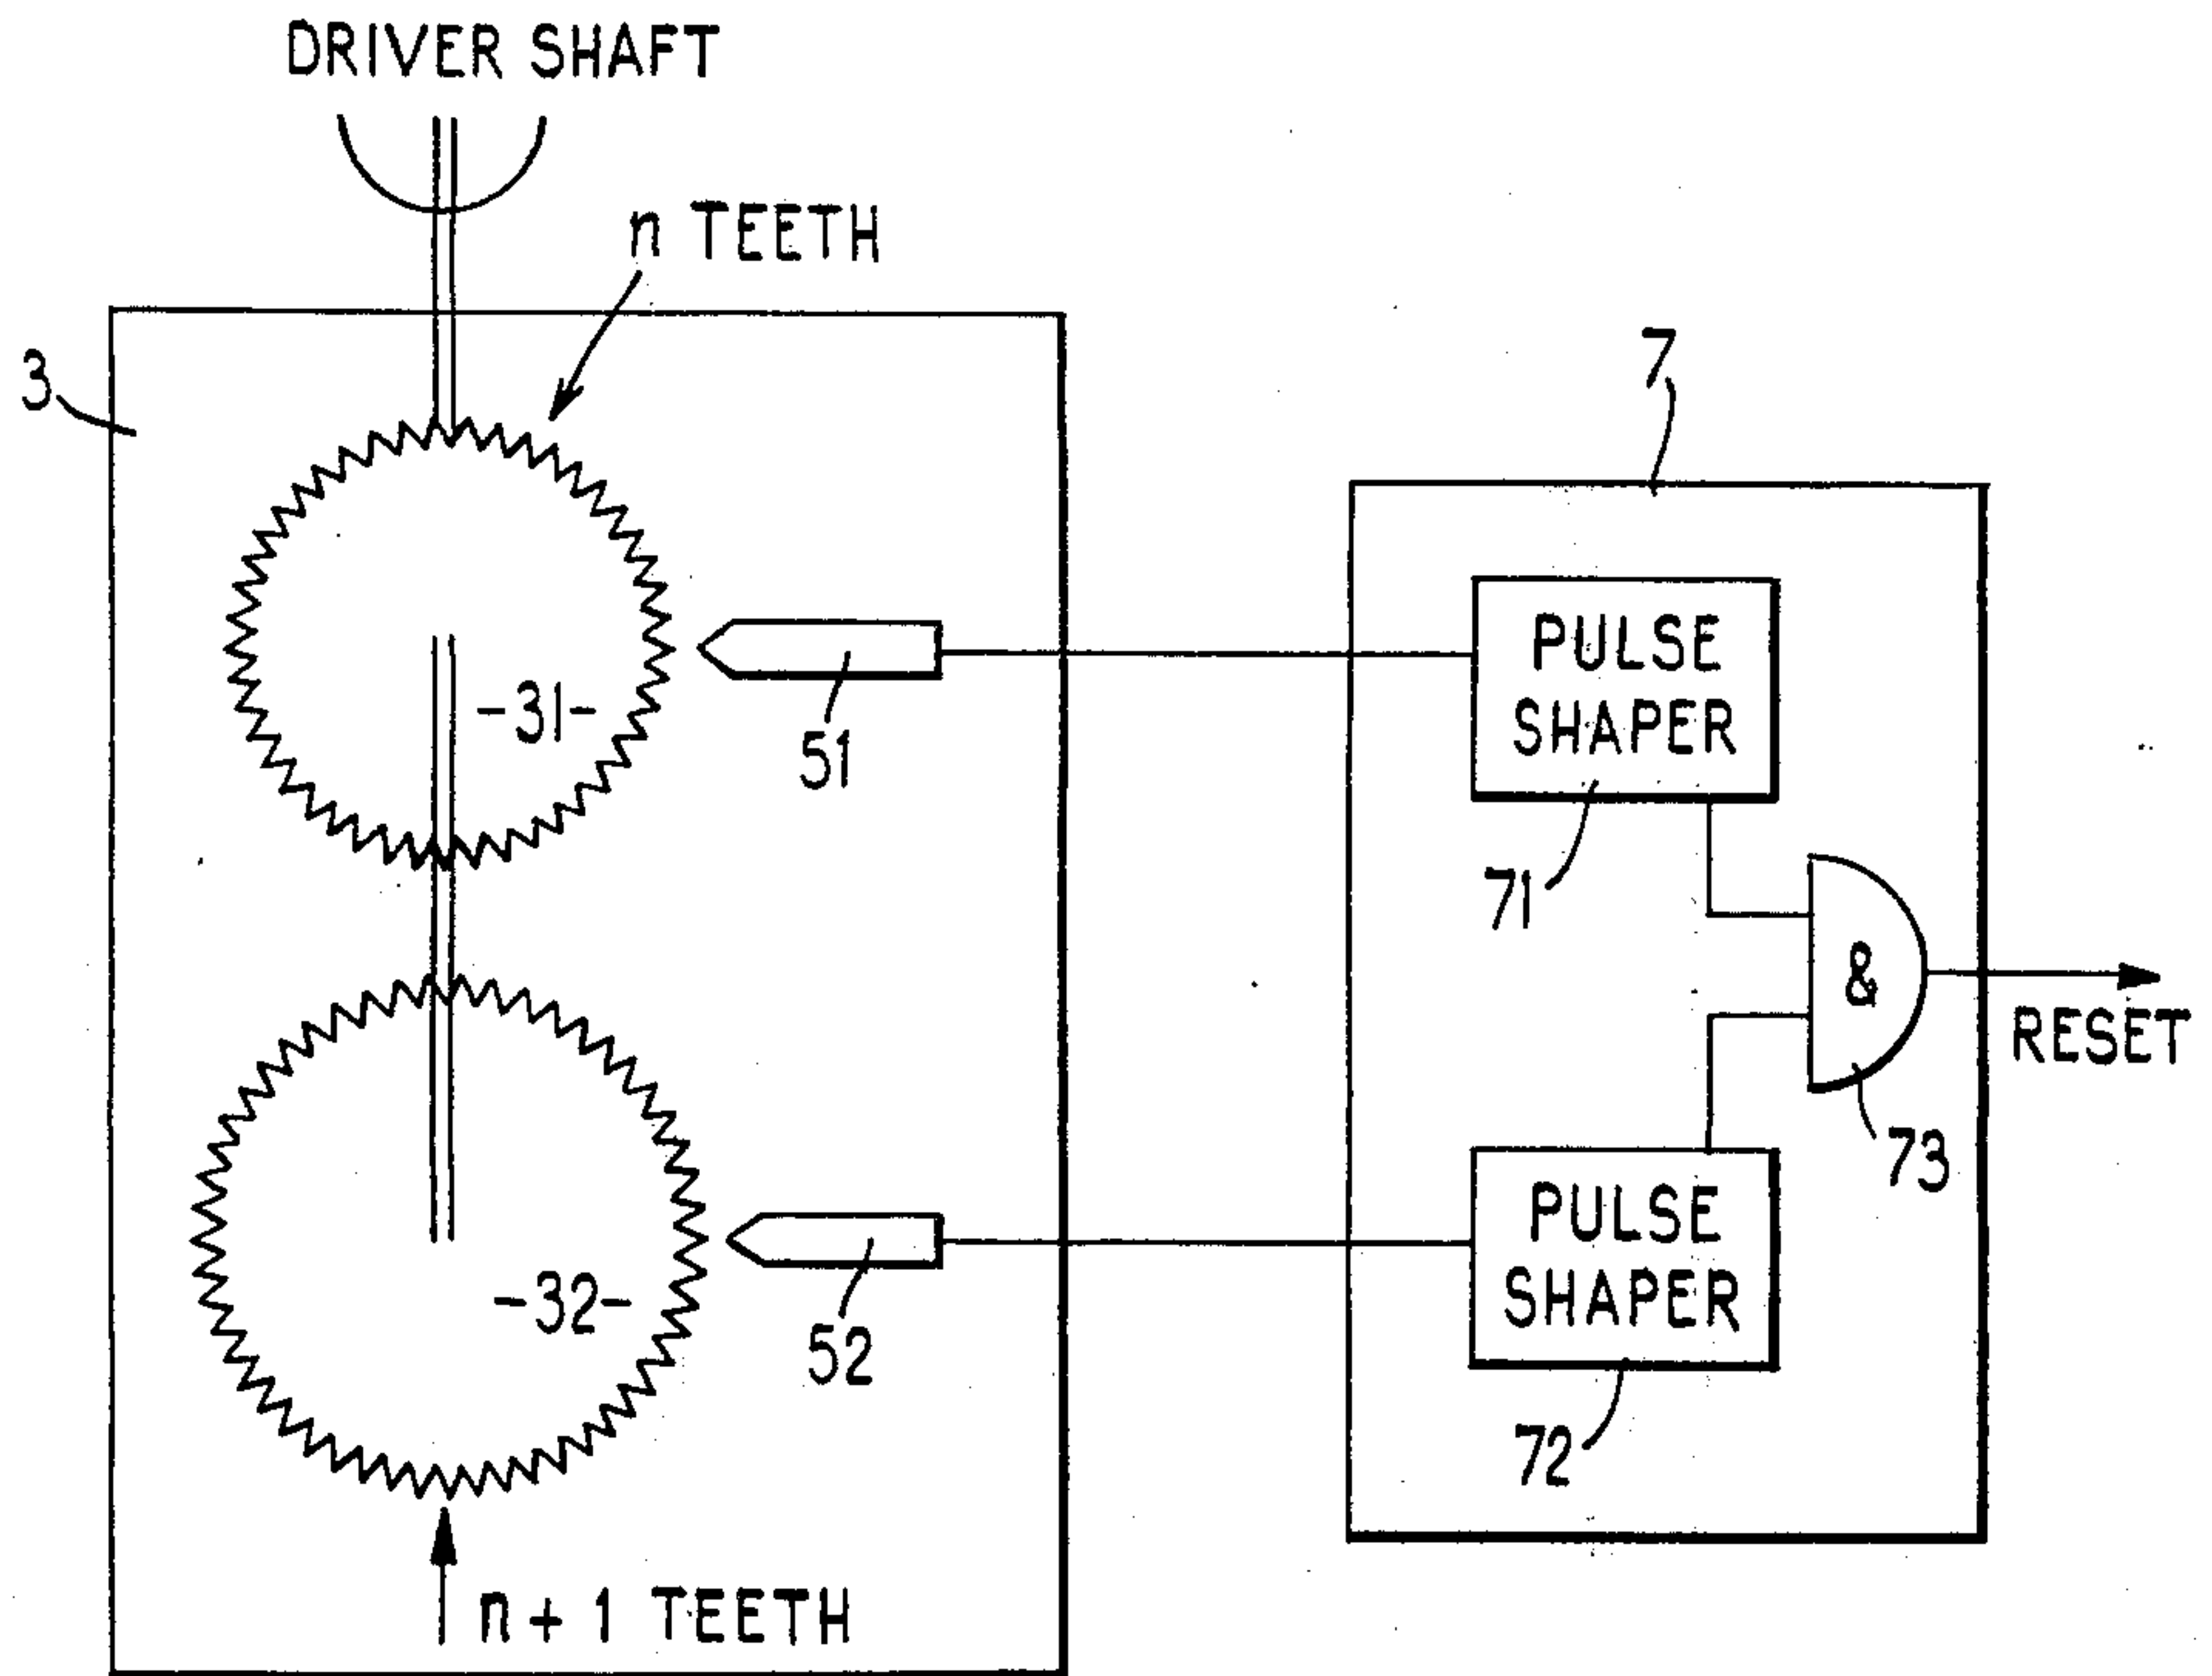 DRIVER SHAFT
n TEETH
3
7
PULSE
SHAPER
-31-
51
71
&
RESET
73
PULSE
SHAPER
-32-
52
72
n + 1 TEETH